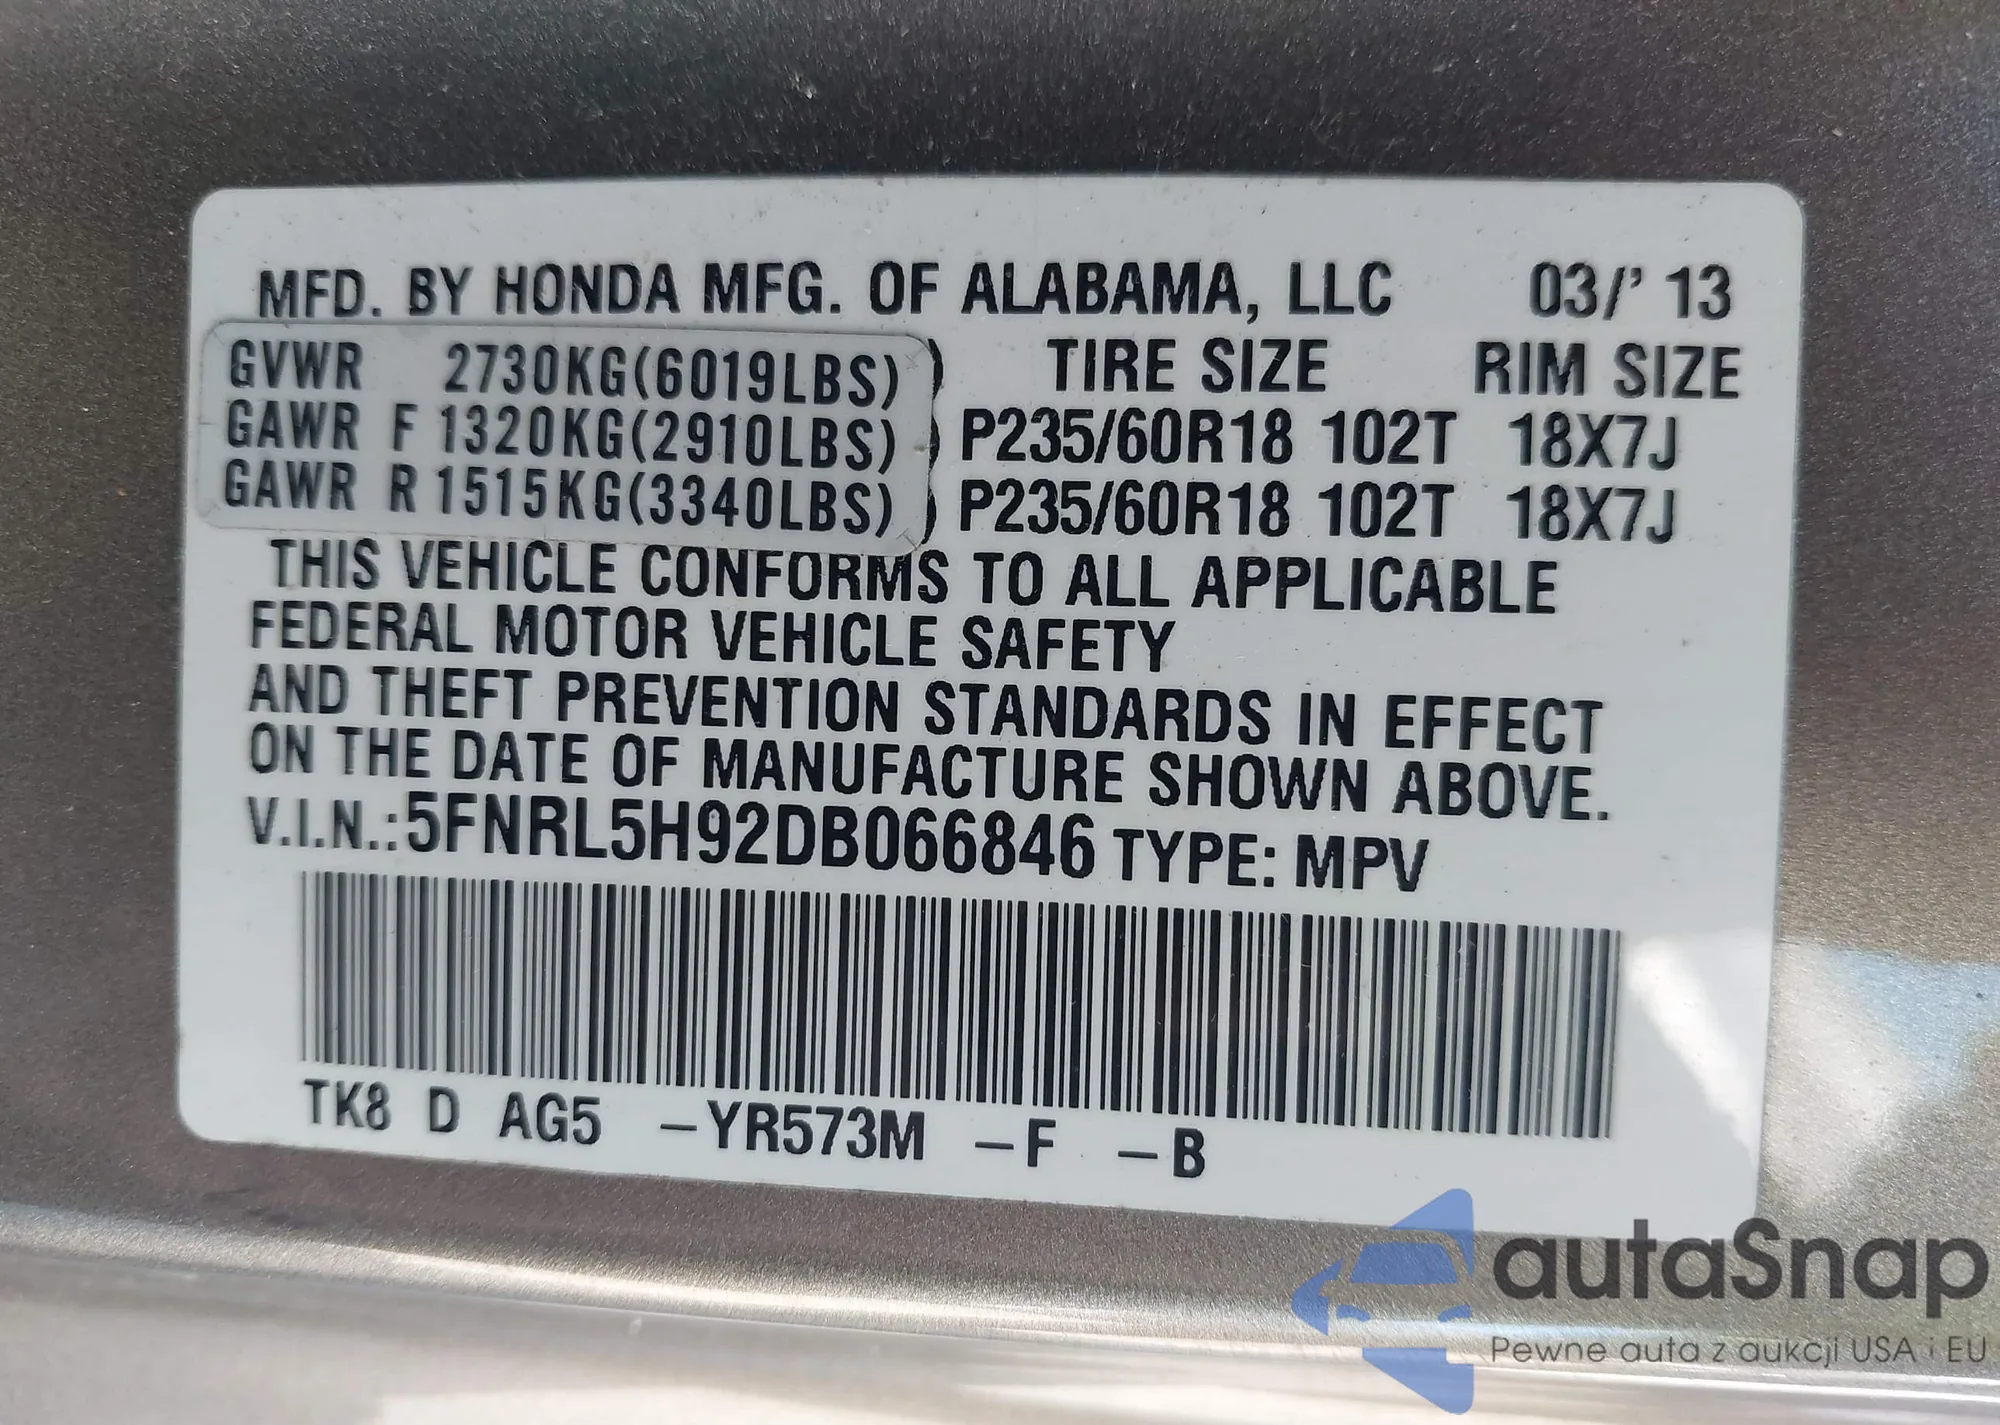 MFD. BY HONDA MFG. OF ALABAMA, LLC 03/' 13
GVWR 2730KG(6019LBS) TIRE SIZE RIM SIZE
GAWR F 1320KG(2910LBS) P235/60R18 102T 18X7J
GAWR R 1515KG(3340LBS) P235/60R18 102T 18X7J
THIS VEHICLE CONFORMS TO ALL APPLICABLE
FEDERAL MOTOR VEHICLE SAFETY
AND THEFT PREVENTION STANDARDS IN EFFECT
ON THE DATE OF MANUFACTURE SHOWN ABOVE.
V.I.N.:5FNRL5H92DB066846 TYPE: MPV
TK8 D AG5 -YR573M -F -B
autaSnap
Pewne auta z aukcji USA i EU